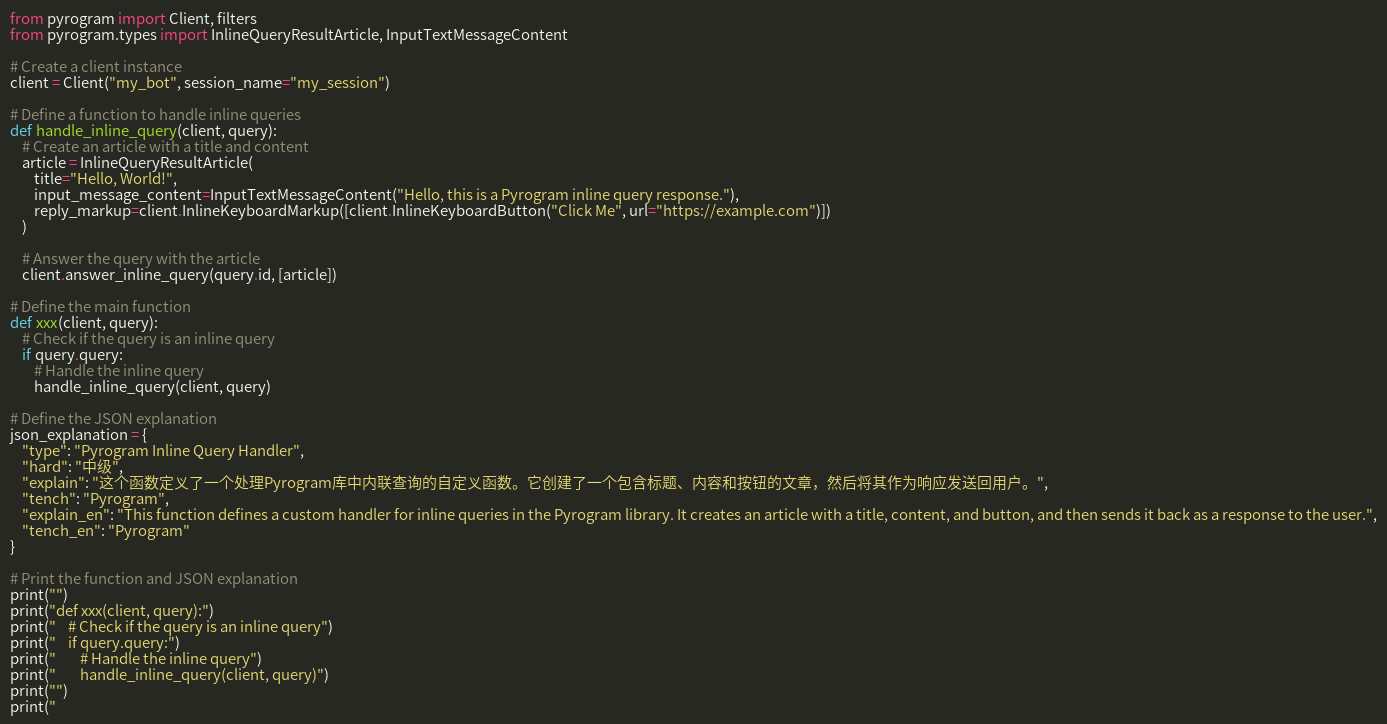 from pyrogram import Client, filters
from pyrogram.types import InlineQueryResultArticle, InputTextMessageContent

# Create a client instance
client = Client("my_bot", session_name="my_session")

# Define a function to handle inline queries
def handle_inline_query(client, query):
    # Create an article with a title and content
    article = InlineQueryResultArticle(
        title="Hello, World!",
        input_message_content=InputTextMessageContent("Hello, this is a Pyrogram inline query response."),
        reply_markup=client.InlineKeyboardMarkup([client.InlineKeyboardButton("Click Me", url="https://example.com")])
    )

    # Answer the query with the article
    client.answer_inline_query(query.id, [article])

# Define the main function
def xxx(client, query):
    # Check if the query is an inline query
    if query.query:
        # Handle the inline query
        handle_inline_query(client, query)

# Define the JSON explanation
json_explanation = {
    "type": "Pyrogram Inline Query Handler",
    "hard": "中级",
    "explain": "这个函数定义了一个处理Pyrogram库中内联查询的自定义函数。它创建了一个包含标题、内容和按钮的文章，然后将其作为响应发送回用户。",
    "tench": "Pyrogram",
    "explain_en": "This function defines a custom handler for inline queries in the Pyrogram library. It creates an article with a title, content, and button, and then sends it back as a response to the user.",
    "tench_en": "Pyrogram"
}

# Print the function and JSON explanation
print("")
print("def xxx(client, query):")
print("    # Check if the query is an inline query")
print("    if query.query:")
print("        # Handle the inline query")
print("        handle_inline_query(client, query)")
print("")
print("